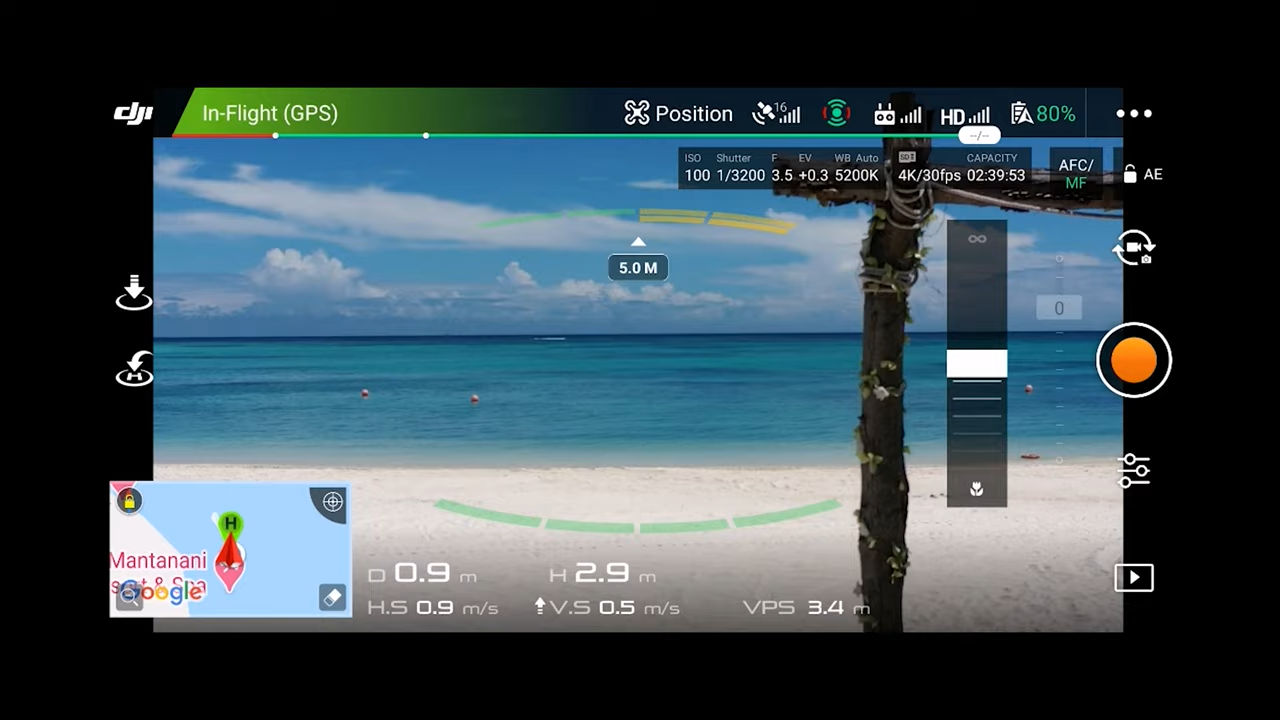 dji
In-Flight (GPS)
Position
16
HD
80%
--/--
ISO Shutter F EV WB Auto CAPACITY
100 1/3200 3.5 +0.3 5200K 4K/30fps 02:39:53
AFC/
MF
AE
5.0 M
∞
0
H
Mantanani
Google
D 0.9 m H 2.9 m
H.S 0.9 m/s V.S 0.5 m/s VPS 3.4 m